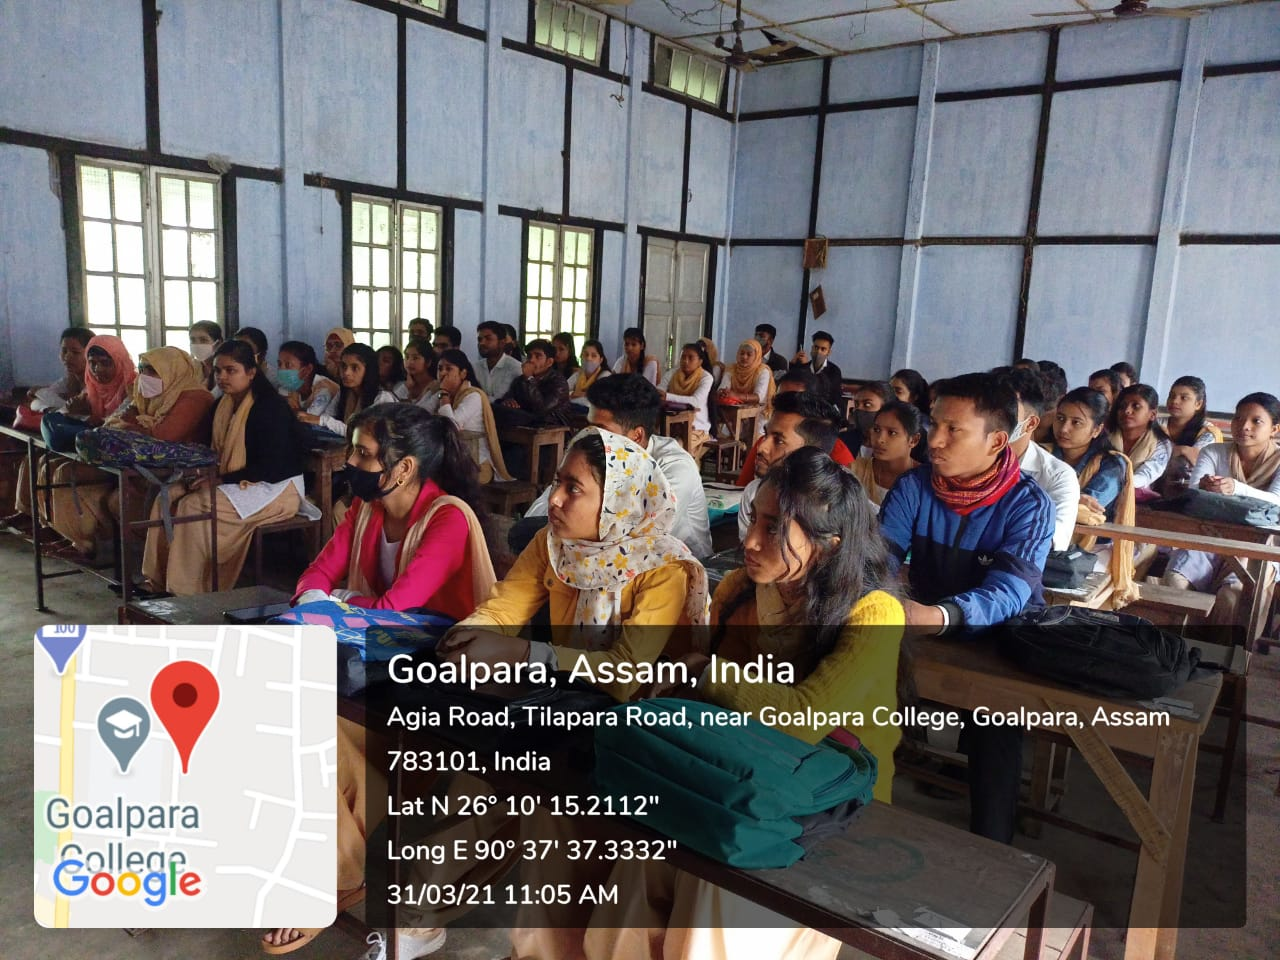 100
Goalpara
College
Google
Goalpara, Assam, India
Agia Road, Tilapara Road, near Goalpara College, Goalpara, Assam
783101, India
Lat N 26° 10' 15.2112"
Long E 90° 37' 37.3332"
31/03/21 11:05 AM